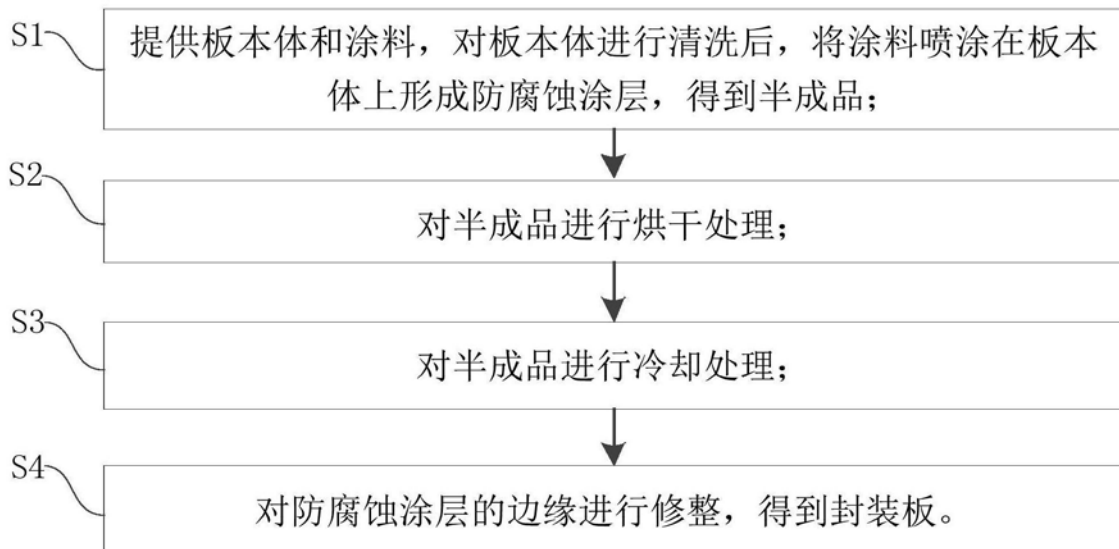 S1
提供板本体和涂料，对板本体进行清洗后，将涂料喷涂在板本
体上形成防腐蚀涂层，得到半成品；
S2
对半成品进行烘干处理；
S3
对半成品进行冷却处理；
S4
对防腐蚀涂层的边缘进行修整，得到封装板。